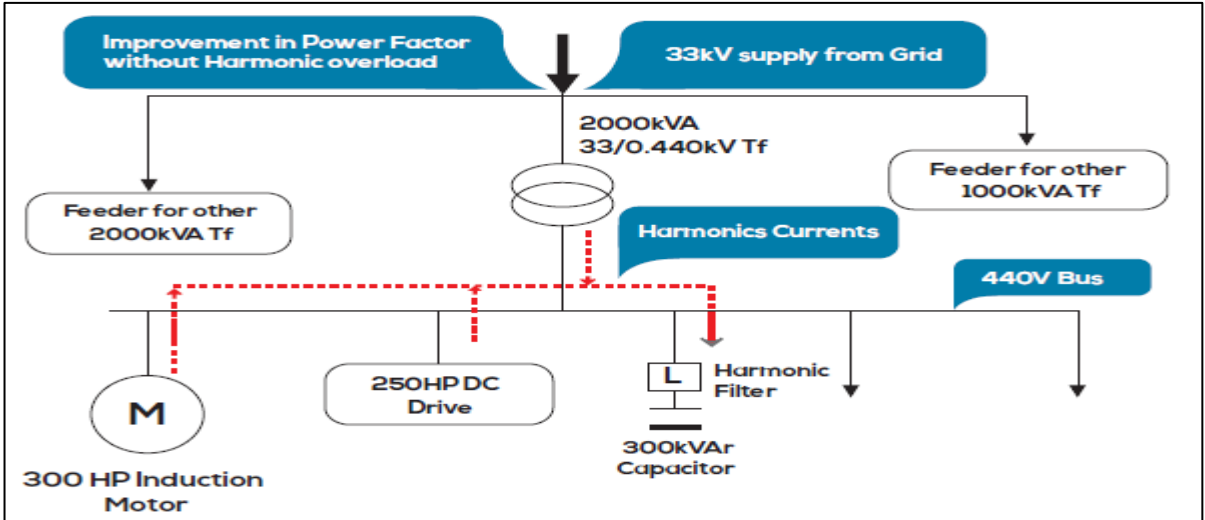 Improvement in Power Factor
without Harmonic overload
33kV supply from Grid
2000kVA
33/0.440kV Tf
Feeder for other
2000kVA Tf
Feeder for other
1000kVA Tf
Harmonics Currents
440V Bus
M
300 HP Induction
Motor
250HP DC
Drive
L
Harmonic
Filter
300kVAr
Capacitor